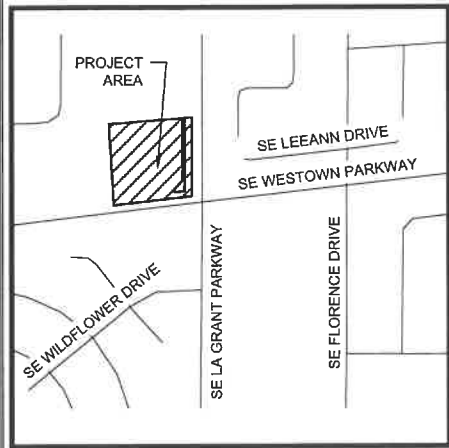 PROJECT
AREA
SE LEEANN DRIVE
SE WESTOWN PARKWAY
SE WILDFLOWER DRIVE
SE LA GRANT PARKWAY
SE FLORENCE DRIVE